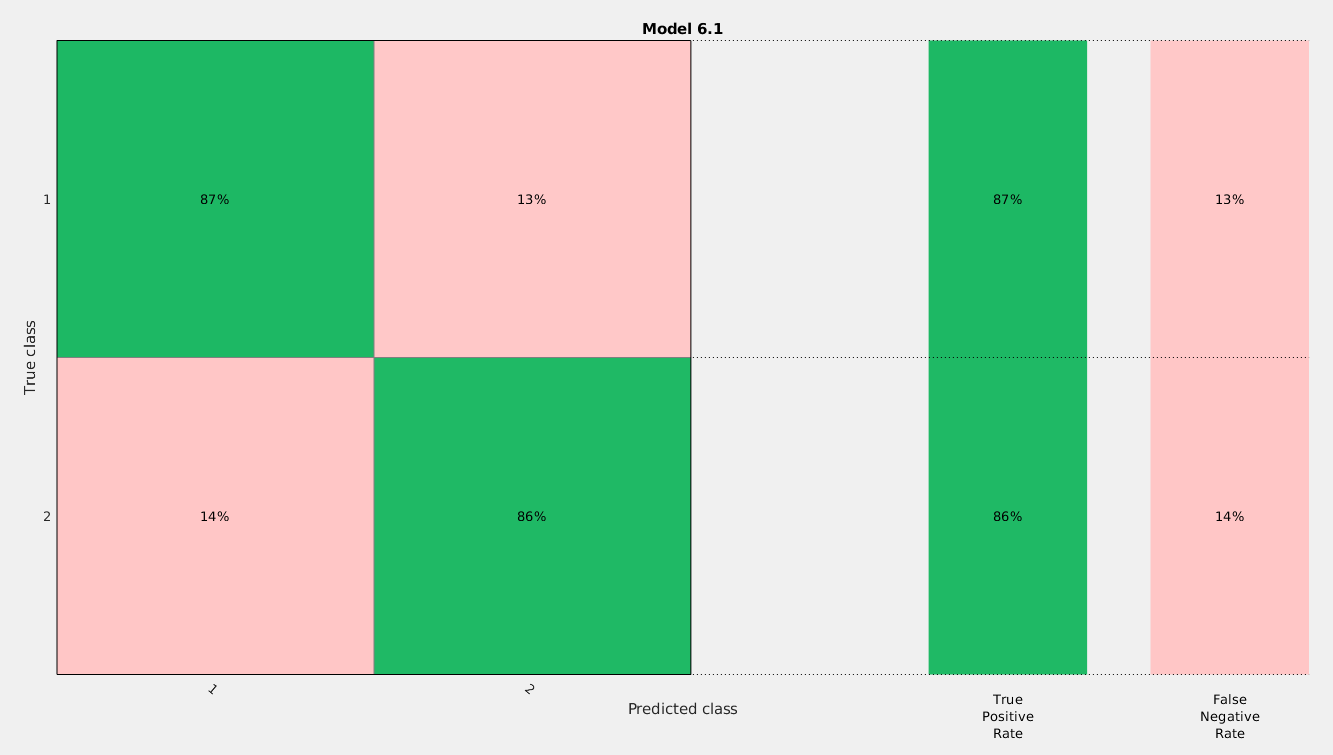 Model 6.1
1
87%
13%
87%
13%
True class
2
14%
86%
86%
14%
1
2
Predicted class
True
Positive
Rate
False
Negative
Rate